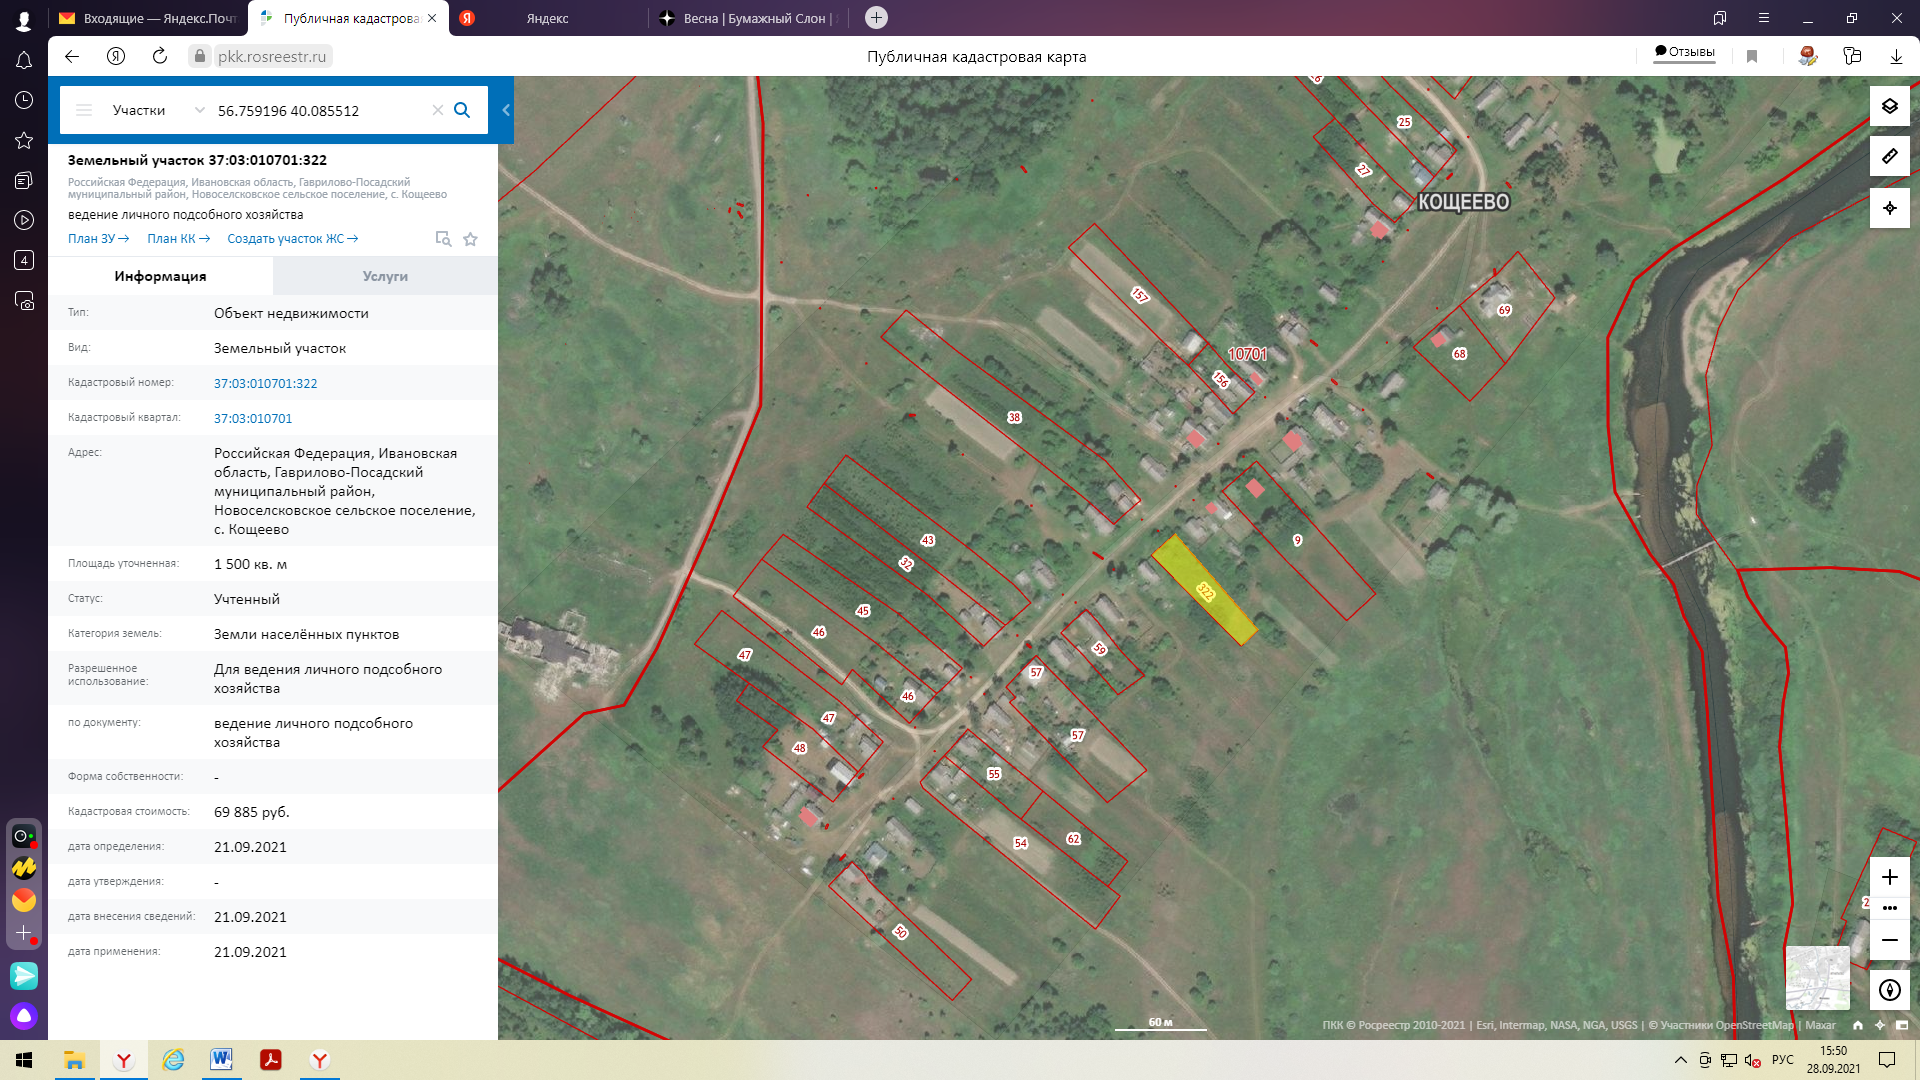 Входящие — Яндекс.Почт
Публичная кадастрова
Яндекс
Весна | Бумажный Слон |
pkk.rosreestr.ru
Публичная кадастровая карта
Отзывы
Участки
56.759196 40.085512
Земельный участок 37:03:010701:322
Российская Федерация, Ивановская область, Гаврилово-Посадский
муниципальный район, Новоселсковское сельское поселение, с. Кощеево
ведение личного подсобного хозяйства
План ЗУ →
План КК →
Создать участок ЖС →
Информация
Услуги
Тип:
Объект недвижимости
Вид:
Земельный участок
Кадастровый номер:
37:03:010701:322
Кадастровый квартал:
37:03:010701
Адрес:
Российская Федерация, Ивановская
область, Гаврилово-Посадский
муниципальный район,
Новоселсковское сельское поселение,
с. Кощеево
Площадь уточненная:
1 500 кв. м
Статус:
Учтенный
Категория земель:
Земли населённых пунктов
Разрешенное
использование:
Для ведения личного подсобного
хозяйства
по документу:
ведение личного подсобного
хозяйства
Форма собственности:
-
Кадастровая стоимость:
69 885 руб.
дата определения:
21.09.2021
дата утверждения:
-
дата внесения сведений:
21.09.2021
дата применения:
21.09.2021
4
25
27
КОЩЕЕВО
157
69
10701
68
156
38
43
9
32
322
45
46
47
59
57
46
47
57
48
55
62
54
50
60 м
ПКК © Росреестр 2010-2021 | Esri, Intermap, NASA, NGA, USGS | © Участники OpenStreetMap | Maxar
РУС
15:50
28.09.2021